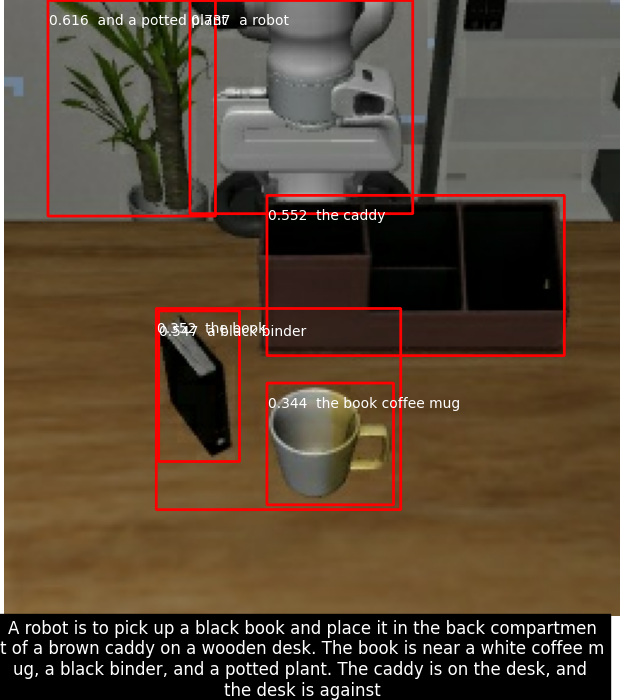 0.616 and a potted plant
0.737 a robot
0.552 the caddy
0.352 the book
0.347 a black binder
0.344 the book coffee mug
A robot is to pick up a black book and place it in the back compartmen
t of a brown caddy on a wooden desk. The book is near a white coffee m
ug, a black binder, and a potted plant. The caddy is on the desk, and
the desk is against